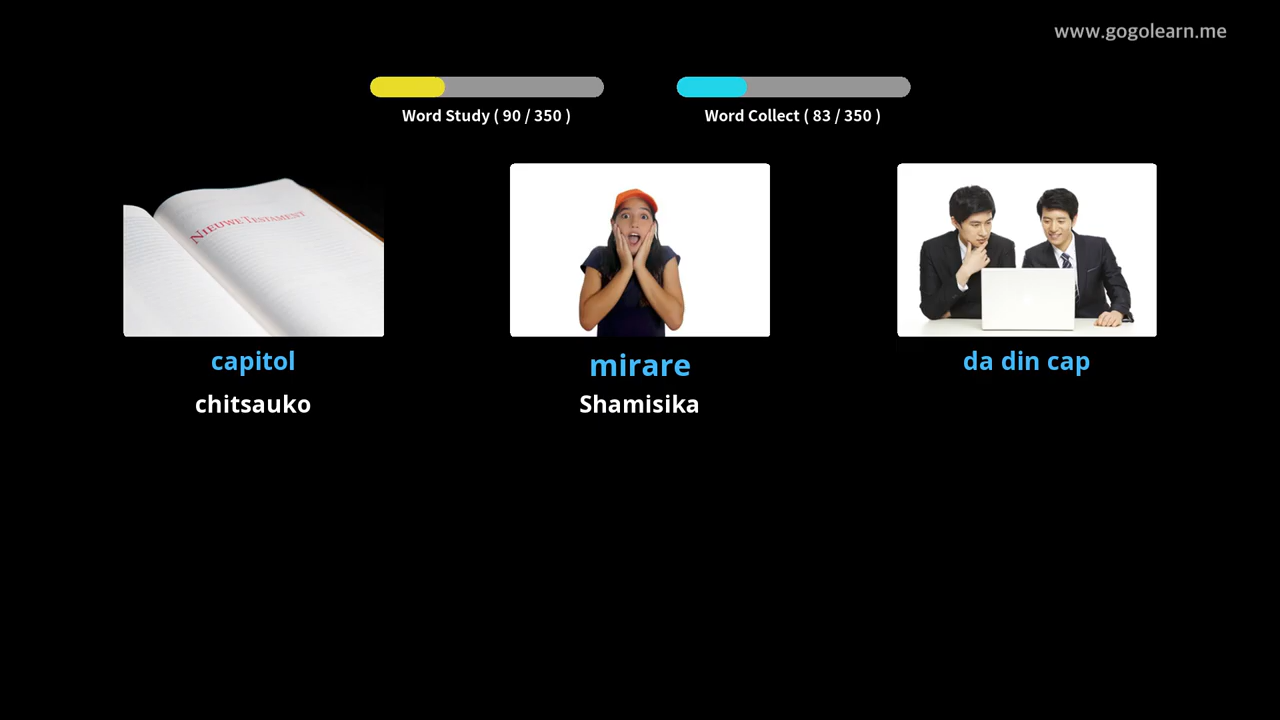 www.gogolearn.me
Word Study ( 90 / 350 )
Word Collect ( 83 / 350 )
NIEUWE TESTAMENT
capitol
mirare
da din cap
chitsauko
Shamisika